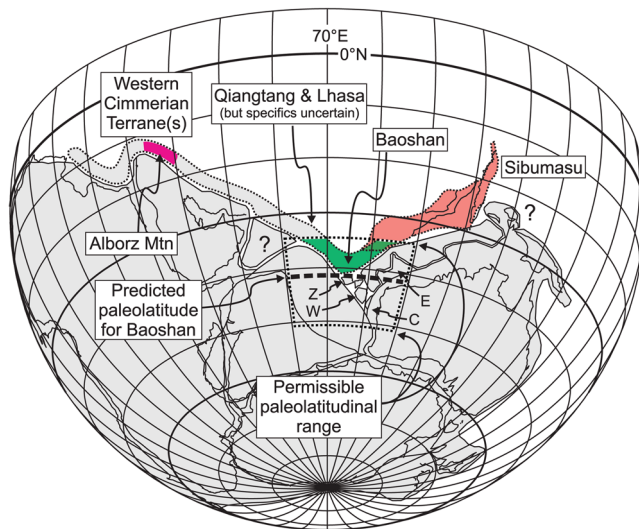 70°E
0°N
Western
Cimmerian
Terrane(s)
Qiangtang & Lhasa
(but specifics uncertain)
Baoshan
Sibumasu
?
Alborz Mtn
?
Predicted
paleolatitude
for Baoshan
Z
W
E
C
Permissible
paleolatitudinal
range